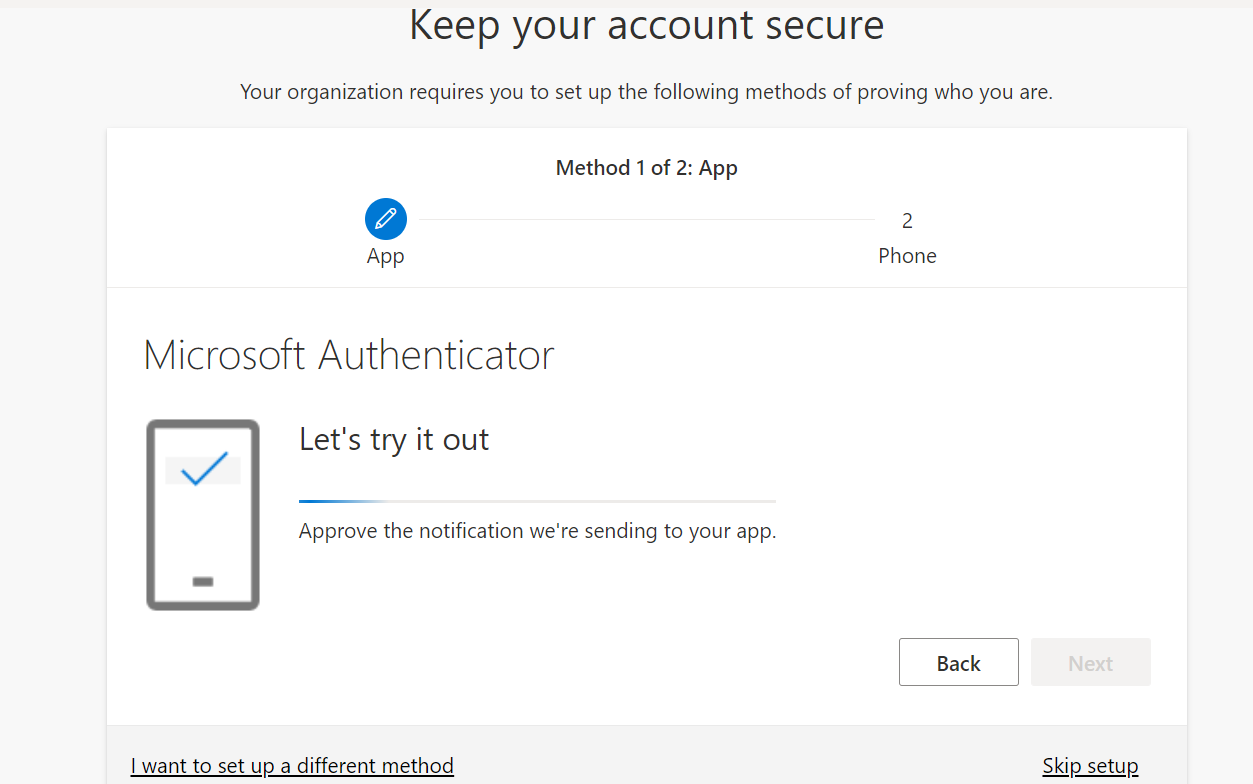 Keep your account secure
Your organization requires you to set up the following methods of proving who you are.
Method 1 of 2: App
2
App
Phone
Microsoft Authenticator
Let's try it out
Approve the notification we're sending to your app.
Back
Next
I want to set up a different method
Skip setup